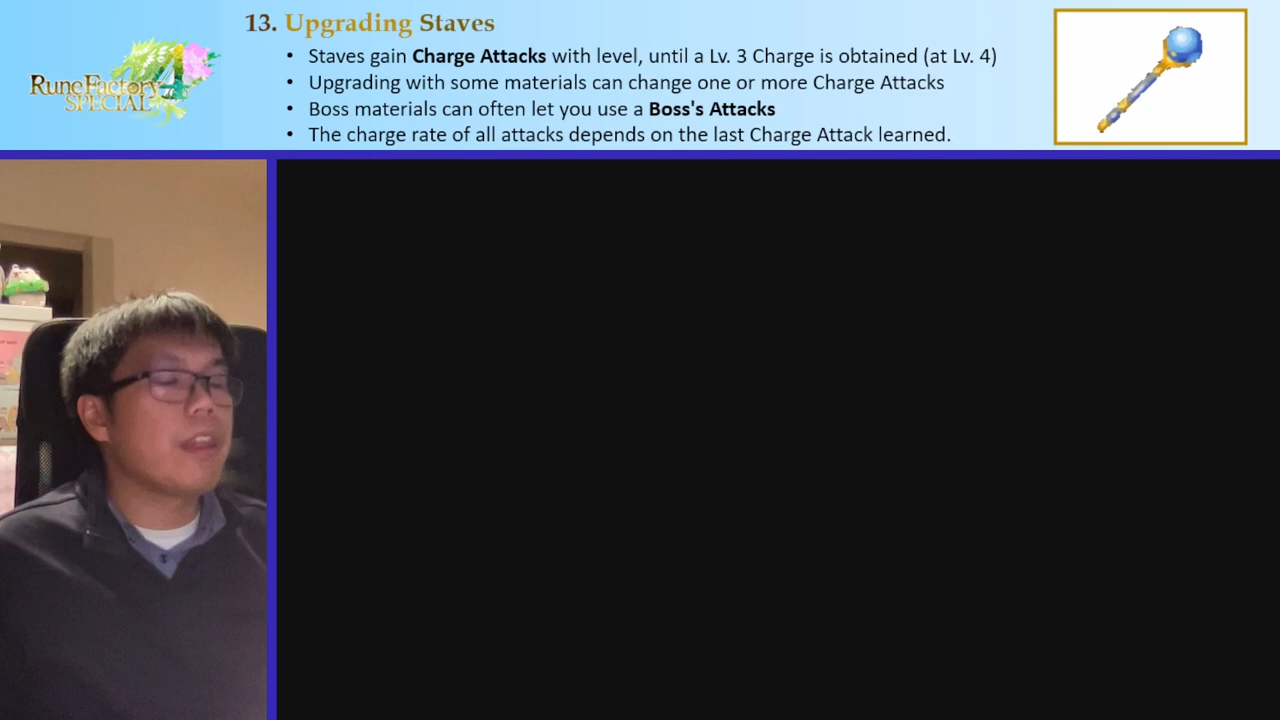 13. Upgrading Staves
• Staves gain Charge Attacks with level, until a Lv. 3 Charge is obtained (at Lv. 4)
• Upgrading with some materials can change one or more Charge Attacks
• Boss materials can often let you use a Boss's Attacks
• The charge rate of all attacks depends on the last Charge Attack learned.
Rune Factory 4
SPECIAL